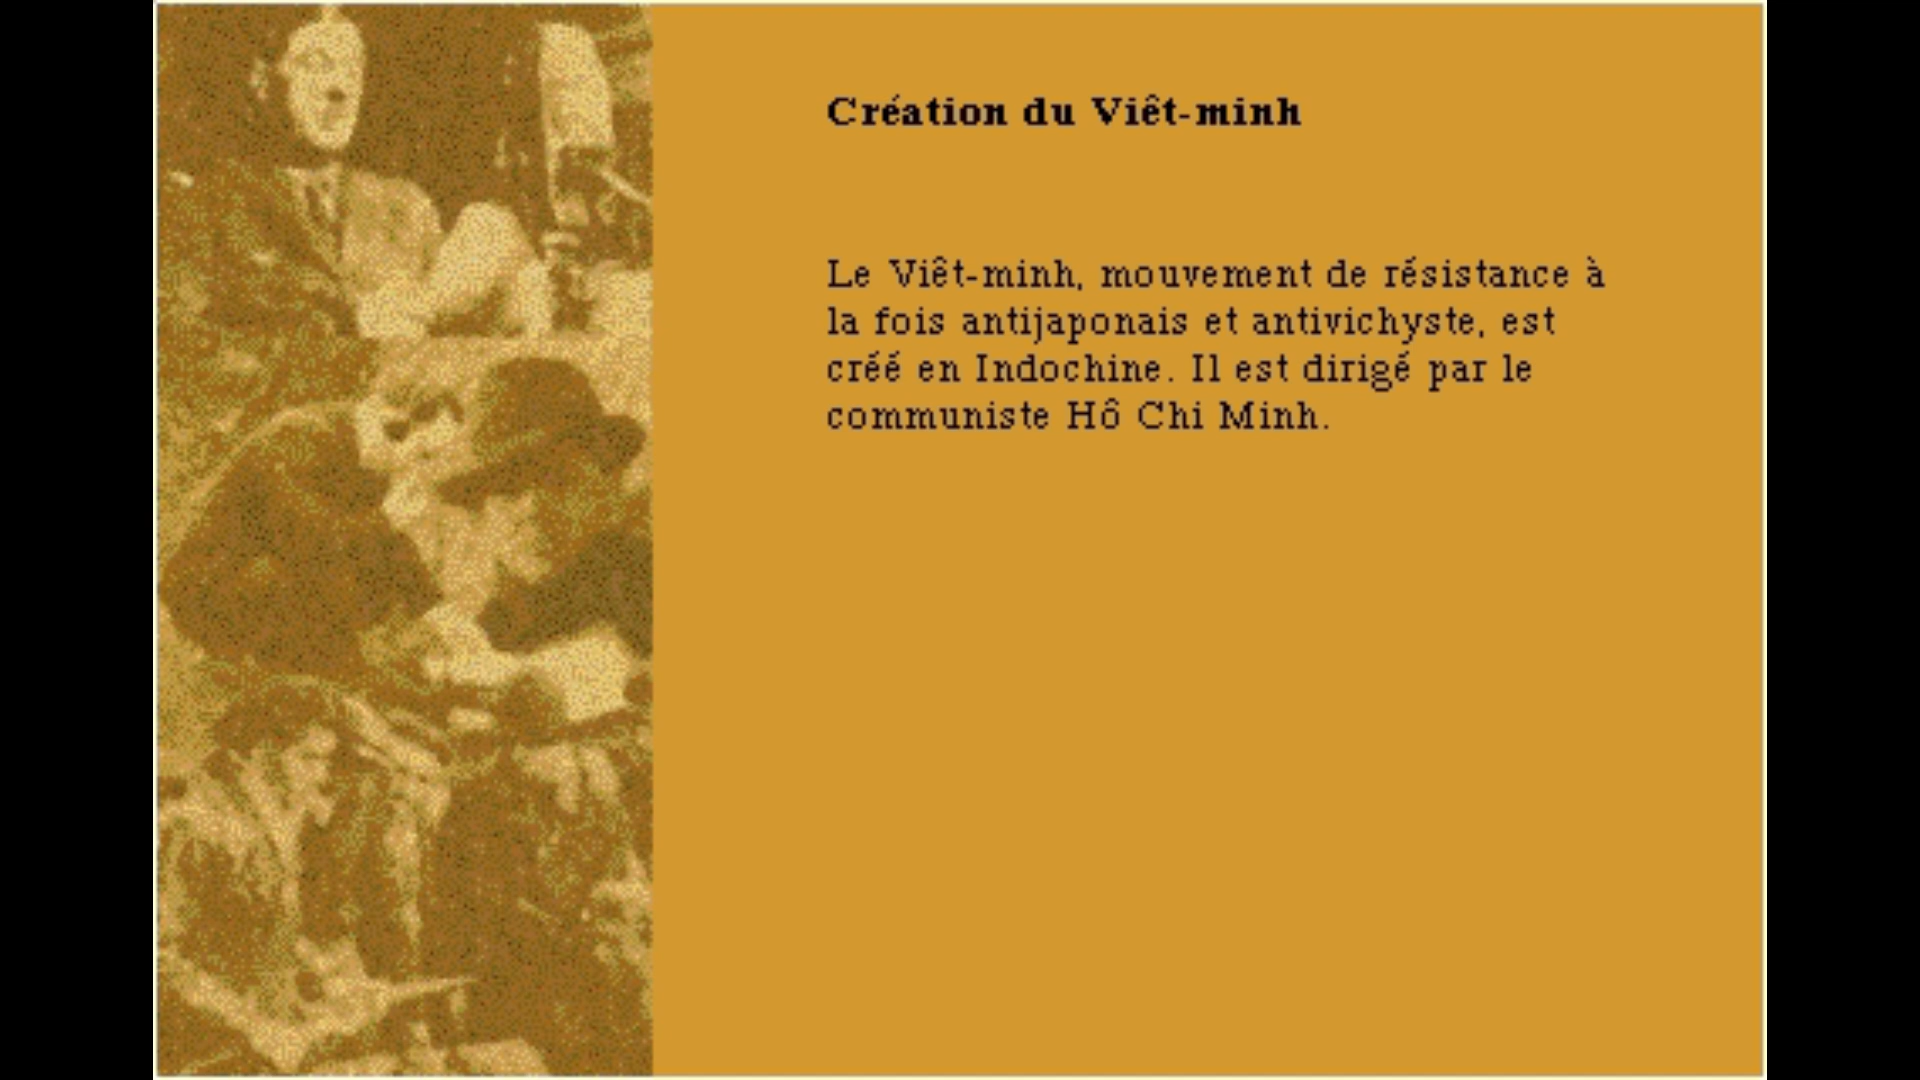 Création du Viêt-minh
Le Viêt-minh, mouvement de résistance à
la fois antijaponais et antivichyste, est
créé en Indochine. Il est dirigé par le
communiste Hô Chi Minh.